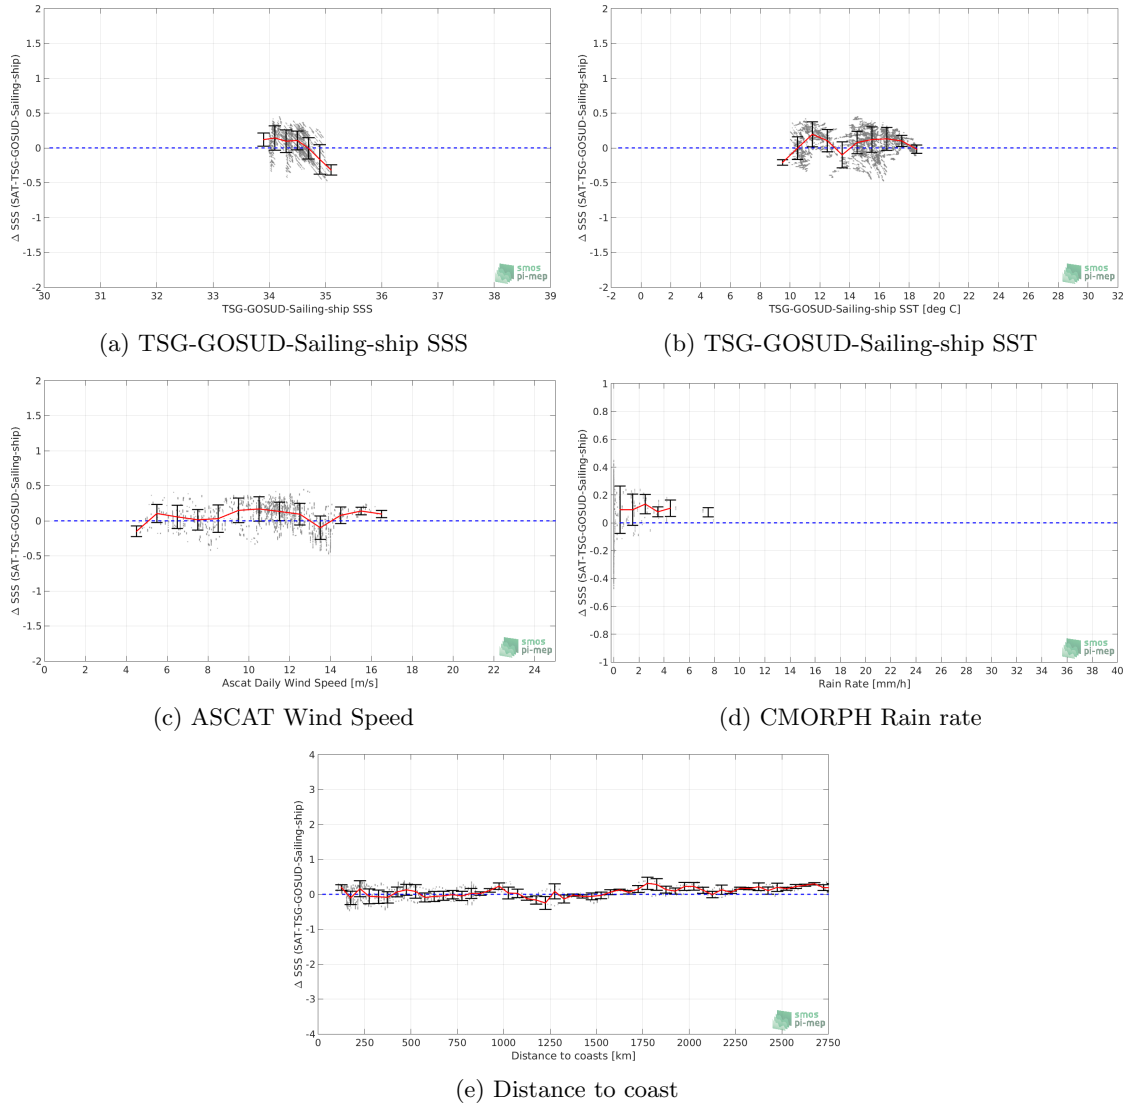 2
1.5
1
0.5
0
-0.5
-1
-1.5
-2
Δ SSS (SAT-TSG-GOSUD-Sailing-ship)
30 31 32 33 34 35 36 37 38 39
TSG-GOSUD-Sailing-ship SSS
smos
pi-mep
(a) TSG-GOSUD-Sailing-ship SSS
2
1.5
1
0.5
0
-0.5
-1
-1.5
-2
Δ SSS (SAT-TSG-GOSUD-Sailing-ship)
-2 0 2 4 6 8 10 12 14 16 18 20 22 24 26 28 30 32
TSG-GOSUD-Sailing-ship SST [deg C]
smos
pi-mep
(b) TSG-GOSUD-Sailing-ship SST
2
1.5
1
0.5
0
-0.5
-1
-1.5
-2
Δ SSS (SAT-TSG-GOSUD-Sailing-ship)
0 2 4 6 8 10 12 14 16 18 20 22 24
Ascat Daily Wind Speed [m/s]
smos
pi-mep
(c) ASCAT Wind Speed
1
0.8
0.6
0.4
0.2
0
-0.2
-0.4
-0.6
-0.8
-1
Δ SSS (SAT-TSG-GOSUD-Sailing-ship)
0 2 4 6 8 10 12 14 16 18 20 22 24 26 28 30 32 34 36 38 40
Rain Rate [mm/h]
smos
pi-mep
(d) CMORPH Rain rate
4
3
2
1
0
-1
-2
-3
-4
Δ SSS (SAT-TSG-GOSUD-Sailing-ship)
0 250 500 750 1000 1250 1500 1750 2000 2250 2500 2750
Distance to coasts [km]
smos
pi-mep
(e) Distance to coast